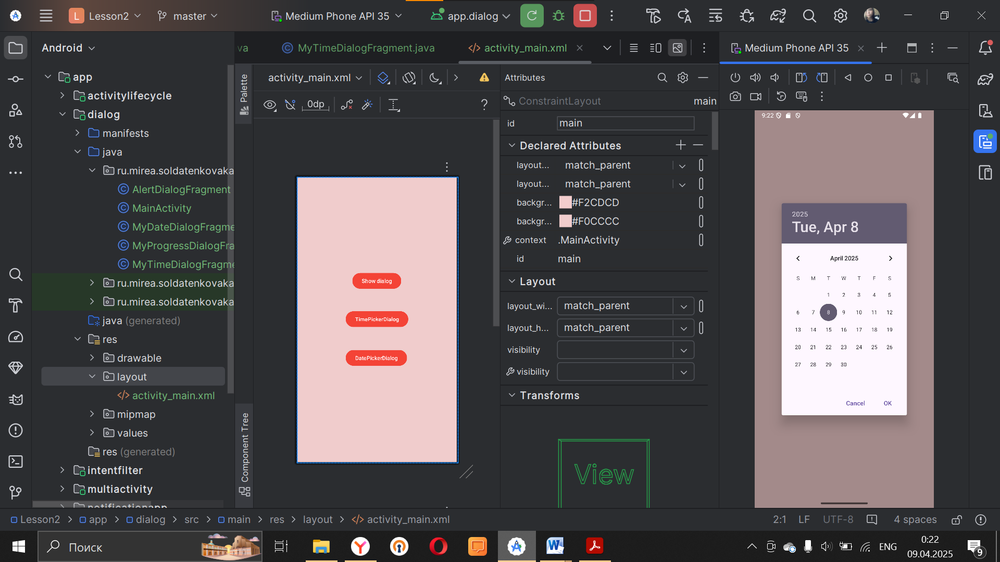 L Lesson2 master Medium Phone API 35 app.dialog
Android
va MyTimeDialogFragment.java activity_main.xml
Medium Phone API 35
app
activitylifecycle
dialog
manifests
java
ru.mirea.soldatenkovaka
AlertDialogFragment
MainActivity
MyDateDialogFragme
MyProgressDialogFra
MyTimeDialogFragme
ru.mirea.soldatenkovaka
ru.mirea.soldatenkovaka
java (generated)
res
drawable
layout
activity_main.xml
mipmap
values
res (generated)
intentfilter
multiactivity
notificationapp
Palette
Component Tree
activity_main.xml
0dp
?
Show dialog
TimePickerDialog
DatePickerDialog
Attributes
ConstraintLayout main
id main
Declared Attributes
layout... match_parent
layout... match_parent
backgr... #F2CDCD
backgr... #F0CCCC
context .MainActivity
id main
Layout
layout_wi... match_parent
layout_h... match_parent
visibility
visibility
Transforms
View
9:22
2025
Tue, Apr 8
April 2025
S M T W T F S
1 2 3 4 5
6 7 8 9 10 11 12
13 14 15 16 17 18 19
20 21 22 23 24 25 26
27 28 29 30
Cancel OK
Lesson2 > app > dialog > src > main > res > layout > activity_main.xml
2:1 LF UTF-8 4 spaces
Поиск
ENG
0:22
09.04.2025
9